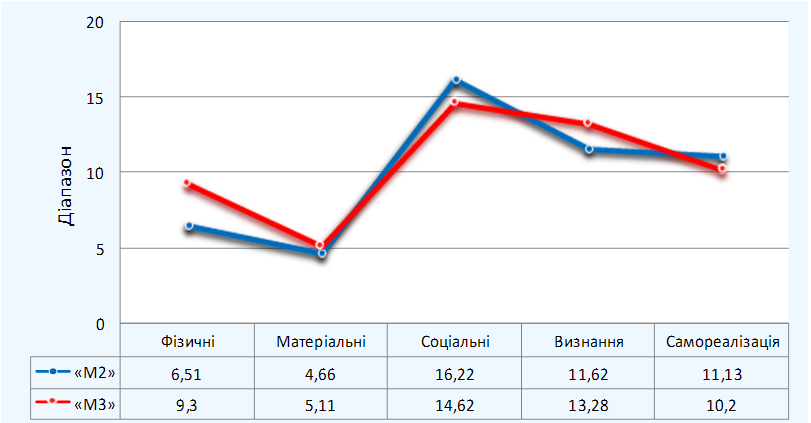 20
15
10
5
0
Діапазон
Фізичні Матеріальні Соціальні Визнання Самореалізація
«М2» 6,51 4,66 16,22 11,62 11,13
«М3» 9,3 5,11 14,62 13,28 10,2